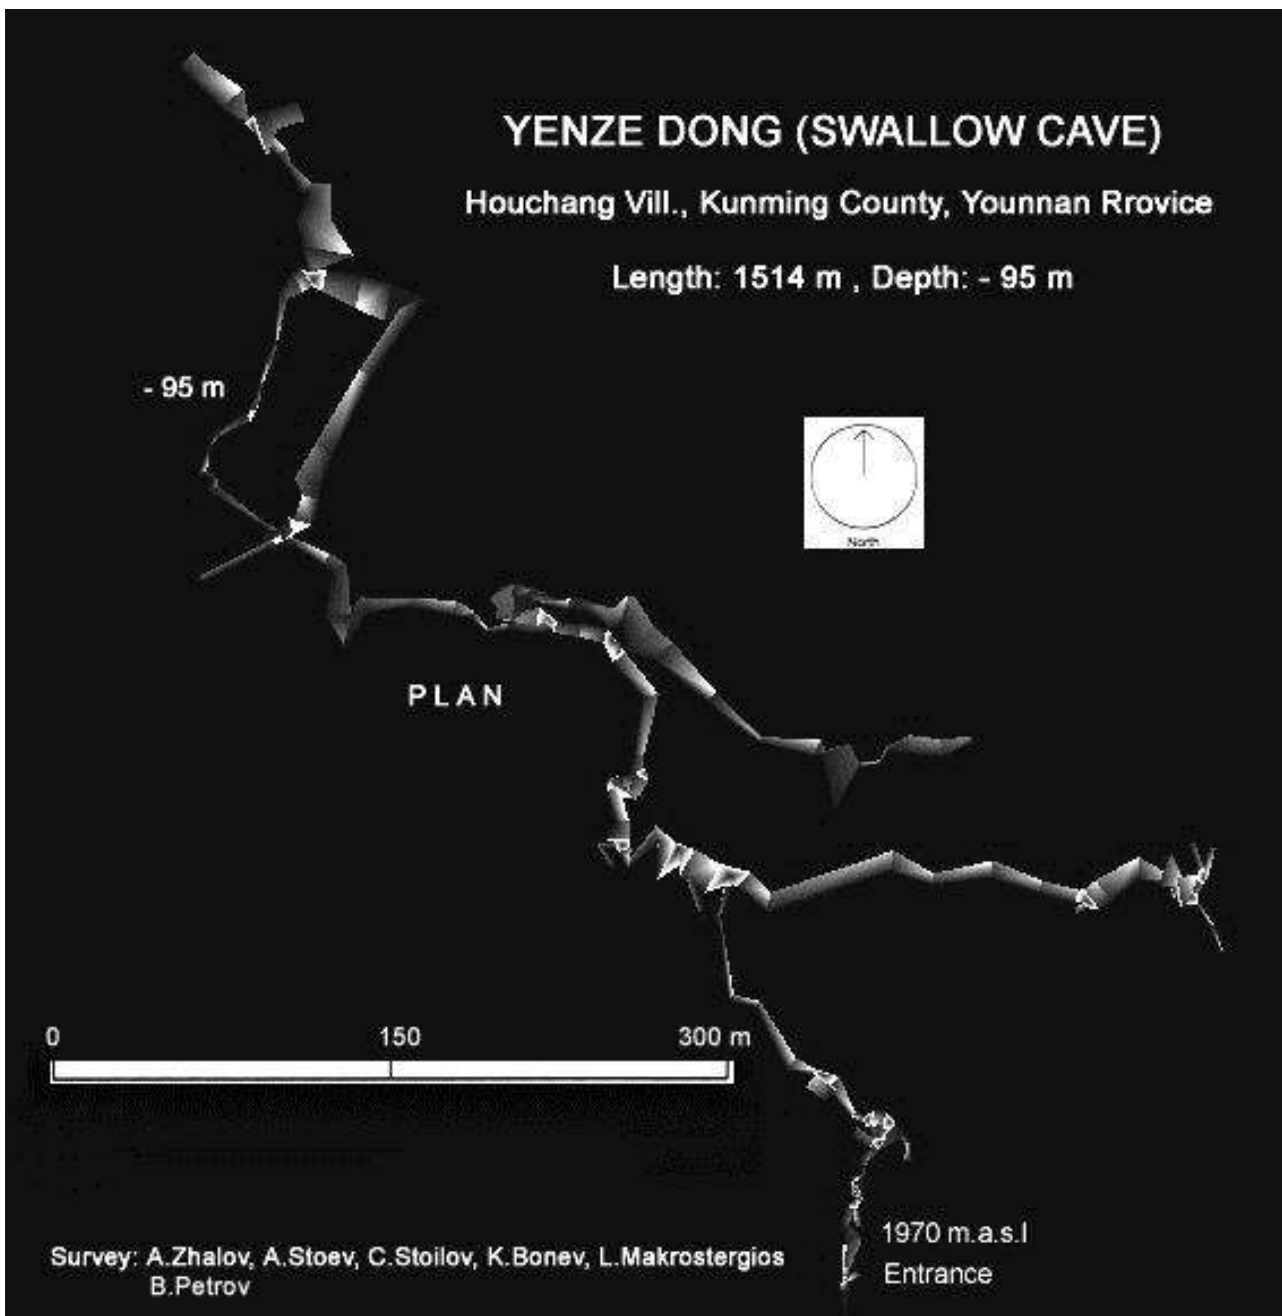 YENZE DONG (SWALLOW CAVE)
Houchang Vill., Kunming County, Younnan Rrovice
Length: 1514 m , Depth: - 95 m
- 95 m
North
PLAN
0 150 300 m
1970 m.a.s.l
Entrance
Survey: A.Zhalov, A.Stoev, C.Stoilov, K.Bonev, L.Makrostergios
B.Petrov